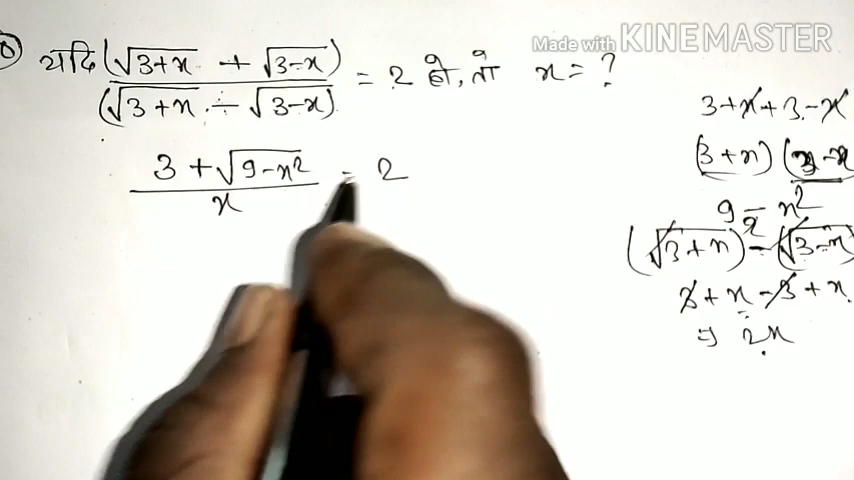 Made with KINEMASTER
यदि (√3+x + √3-x) / (√3+x - √3-x) = 2 हो, तो x = ?
3 + √9-x² / x = 2
3+x+3-x
(3+x) (3-x)
9 - x²
(√3+x)² - (√3-x)
3+x-3+x
⇒ 2x